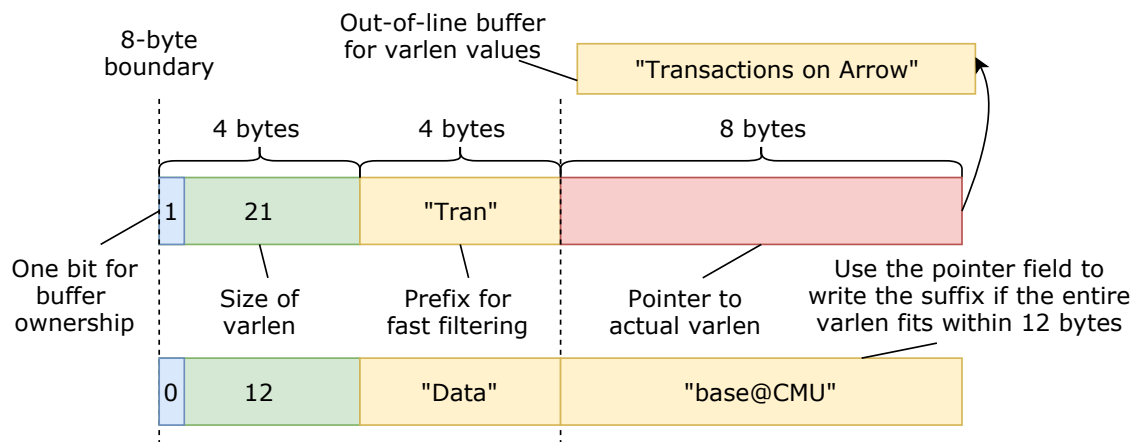 Out-of-line buffer
for varlen values
8-byte
boundary
"Transactions on Arrow"
4 bytes
4 bytes
8 bytes
1
21
"Tran"
One bit for
buffer
ownership
Size of
varlen
Prefix for
fast filtering
Pointer to
actual varlen
Use the pointer field to
write the suffix if the entire
varlen fits within 12 bytes
0
12
"Data"
"base@CMU"